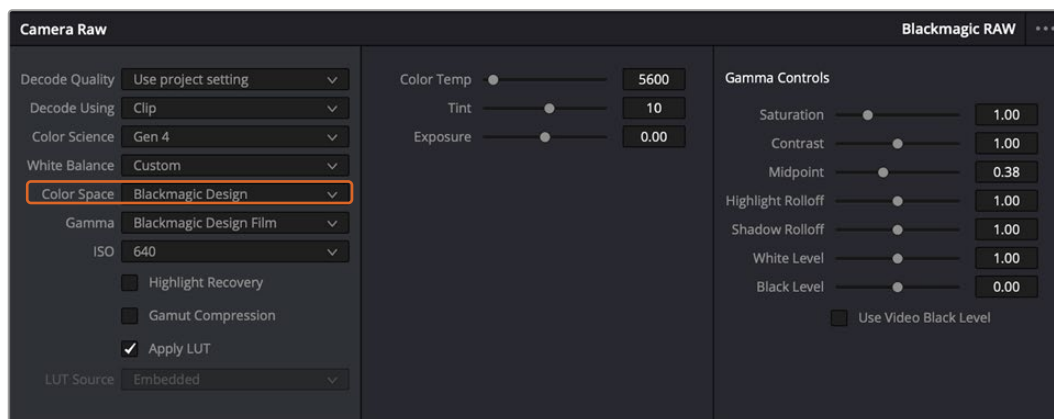 Camera Raw
Blackmagic RAW
Decode Quality Use project setting
Decode Using Clip
Color Science Gen 4
White Balance Custom
Color Space Blackmagic Design
Gamma Blackmagic Design Film
ISO 640
Highlight Recovery
Gamut Compression
Apply LUT
LUT Source Embedded
Color Temp 5600
Tint 10
Exposure 0.00
Gamma Controls
Saturation 1.00
Contrast 1.00
Midpoint 0.38
Highlight Rolloff 1.00
Shadow Rolloff 1.00
White Level 1.00
Black Level 0.00
Use Video Black Level